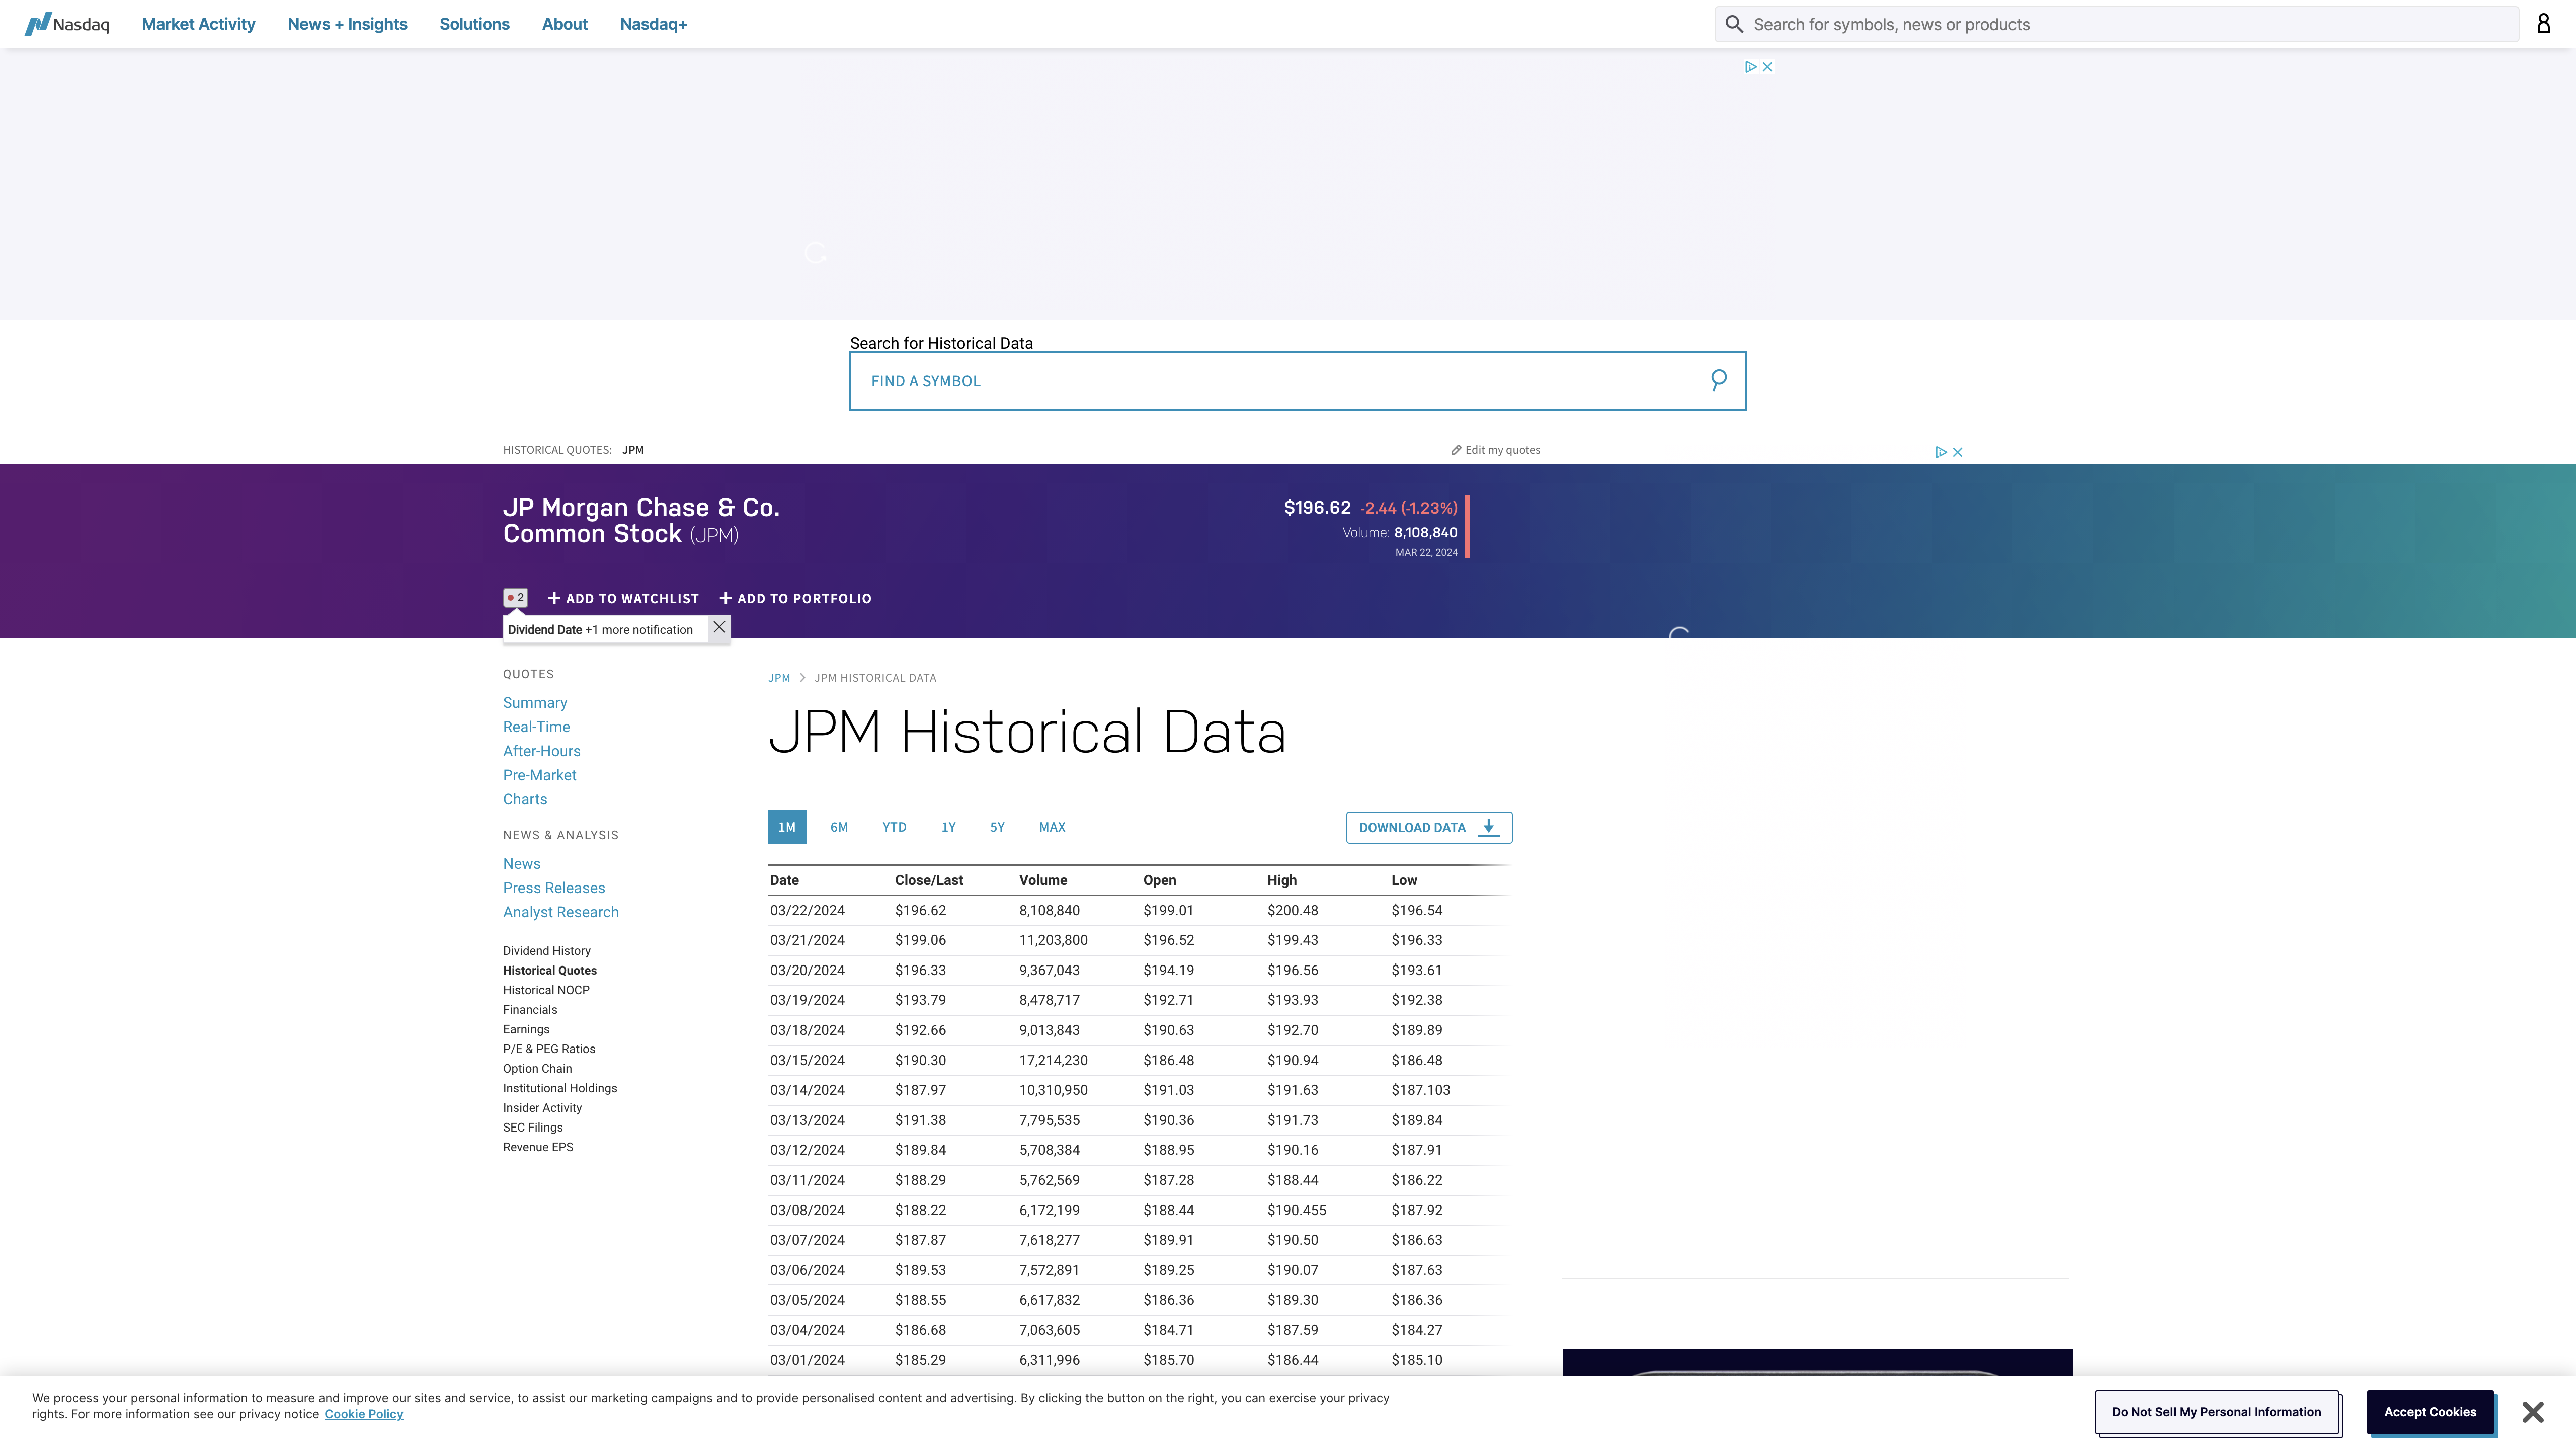 Nasdaq Market Activity News + Insights Solutions About Nasdaq+ Search for symbols, news or products
Search for Historical Data
FIND A SYMBOL
HISTORICAL QUOTES: JPM Edit my quotes
JP Morgan Chase & Co.
Common Stock (JPM)
$196.62 -2.44 (-1.23%)
Volume: 8,108,840
MAR 22, 2024
2 ADD TO WATCHLIST ADD TO PORTFOLIO
Dividend Date +1 more notification
QUOTES
Summary
Real-Time
After-Hours
Pre-Market
Charts
NEWS & ANALYSIS
News
Press Releases
Analyst Research
Dividend History
Historical Quotes
Historical NOCP
Financials
Earnings
P/E & PEG Ratios
Option Chain
Institutional Holdings
Insider Activity
SEC Filings
Revenue EPS
JPM > JPM HISTORICAL DATA
JPM Historical Data
1M 6M YTD 1Y 5Y MAX DOWNLOAD DATA
Date Close/Last Volume Open High Low
03/22/2024 $196.62 8,108,840 $199.01 $200.48 $196.54
03/21/2024 $199.06 11,203,800 $196.52 $199.43 $196.33
03/20/2024 $196.33 9,367,043 $194.19 $196.56 $193.61
03/19/2024 $193.79 8,478,717 $192.71 $193.93 $192.38
03/18/2024 $192.66 9,013,843 $190.63 $192.70 $189.89
03/15/2024 $190.30 17,214,230 $186.48 $190.94 $186.48
03/14/2024 $187.97 10,310,950 $191.03 $191.63 $187.103
03/13/2024 $191.38 7,795,535 $190.36 $191.73 $189.84
03/12/2024 $189.84 5,708,384 $188.95 $190.16 $187.91
03/11/2024 $188.29 5,762,569 $187.28 $188.44 $186.22
03/08/2024 $188.22 6,172,199 $188.44 $190.455 $187.92
03/07/2024 $187.87 7,618,277 $189.91 $190.50 $186.63
03/06/2024 $189.53 7,572,891 $189.25 $190.07 $187.63
03/05/2024 $188.55 6,617,832 $186.36 $189.30 $186.36
03/04/2024 $186.68 7,063,605 $184.71 $187.59 $184.27
03/01/2024 $185.29 6,311,996 $185.70 $186.44 $185.10
We process your personal information to measure and improve our sites and service, to assist our marketing campaigns and to provide personalised content and advertising. By clicking the button on the right, you can exercise your privacy
rights. For more information see our privacy notice Cookie Policy
Do Not Sell My Personal Information Accept Cookies